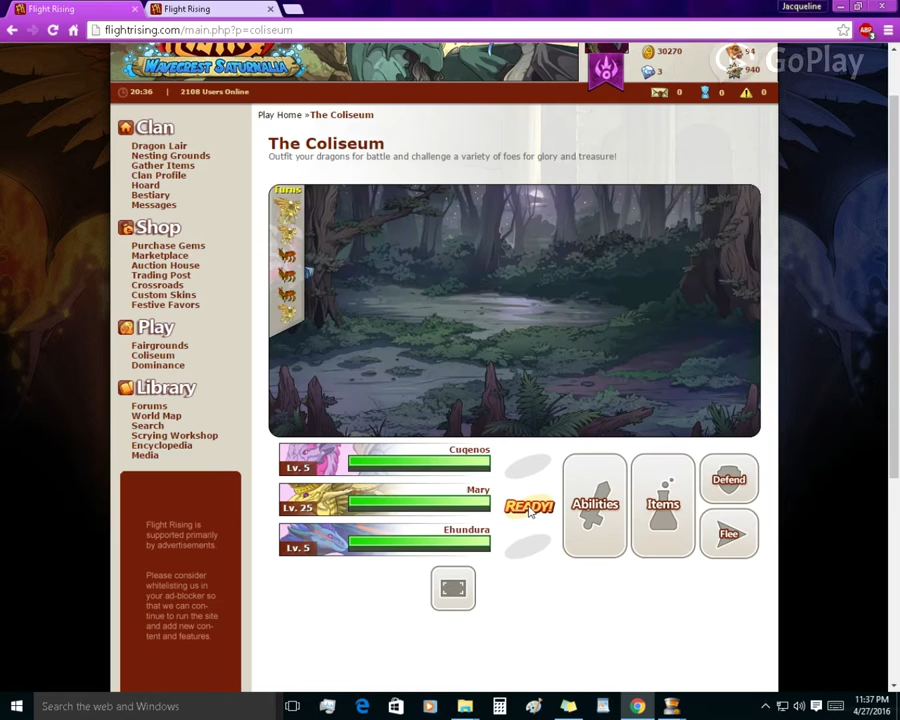 Flight Rising
Flight Rising
Jacqueline
flightrising.com/main.php?p=coliseum
WAVECREST SATURNALIA
30270
94
3
940
GoPlay
20:36 | 2108 Users Online
0 0 0
Clan
Dragon Lair
Nesting Grounds
Gather Items
Clan Profile
Hoard
Bestiary
Messages
Shop
Purchase Gems
Marketplace
Auction House
Trading Post
Crossroads
Custom Skins
Festive Favors
Play
Fairgrounds
Coliseum
Dominance
Library
Forums
World Map
Search
Scrying Workshop
Encyclopedia
Media
Flight Rising is
supported primarily
by advertisements.
Please consider
whitelisting us in
your ad-blocker so
that we can con-
tinue to run the site
and add new con-
tent and features.
Play Home »The Coliseum
The Coliseum
Outfit your dragons for battle and challenge a variety of foes for glory and treasure!
Turns
Cuqenos
Lv. 5
Mary
Lv. 25
Ehundura
Lv. 5
READY!
Abilities
Items
Defend
Flee
Search the web and Windows
11:37 PM
4/27/2016